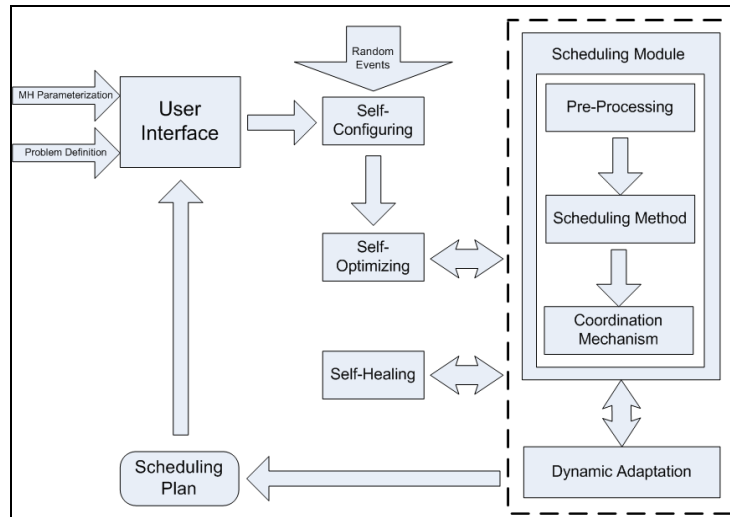 MH Parameterization
Problem Definition
User
Interface
Random
Events
Self-
Configuring
Self-
Optimizing
Self-Healing
Scheduling
Plan
Scheduling Module
Pre-Processing
Scheduling Method
Coordination
Mechanism
Dynamic Adaptation